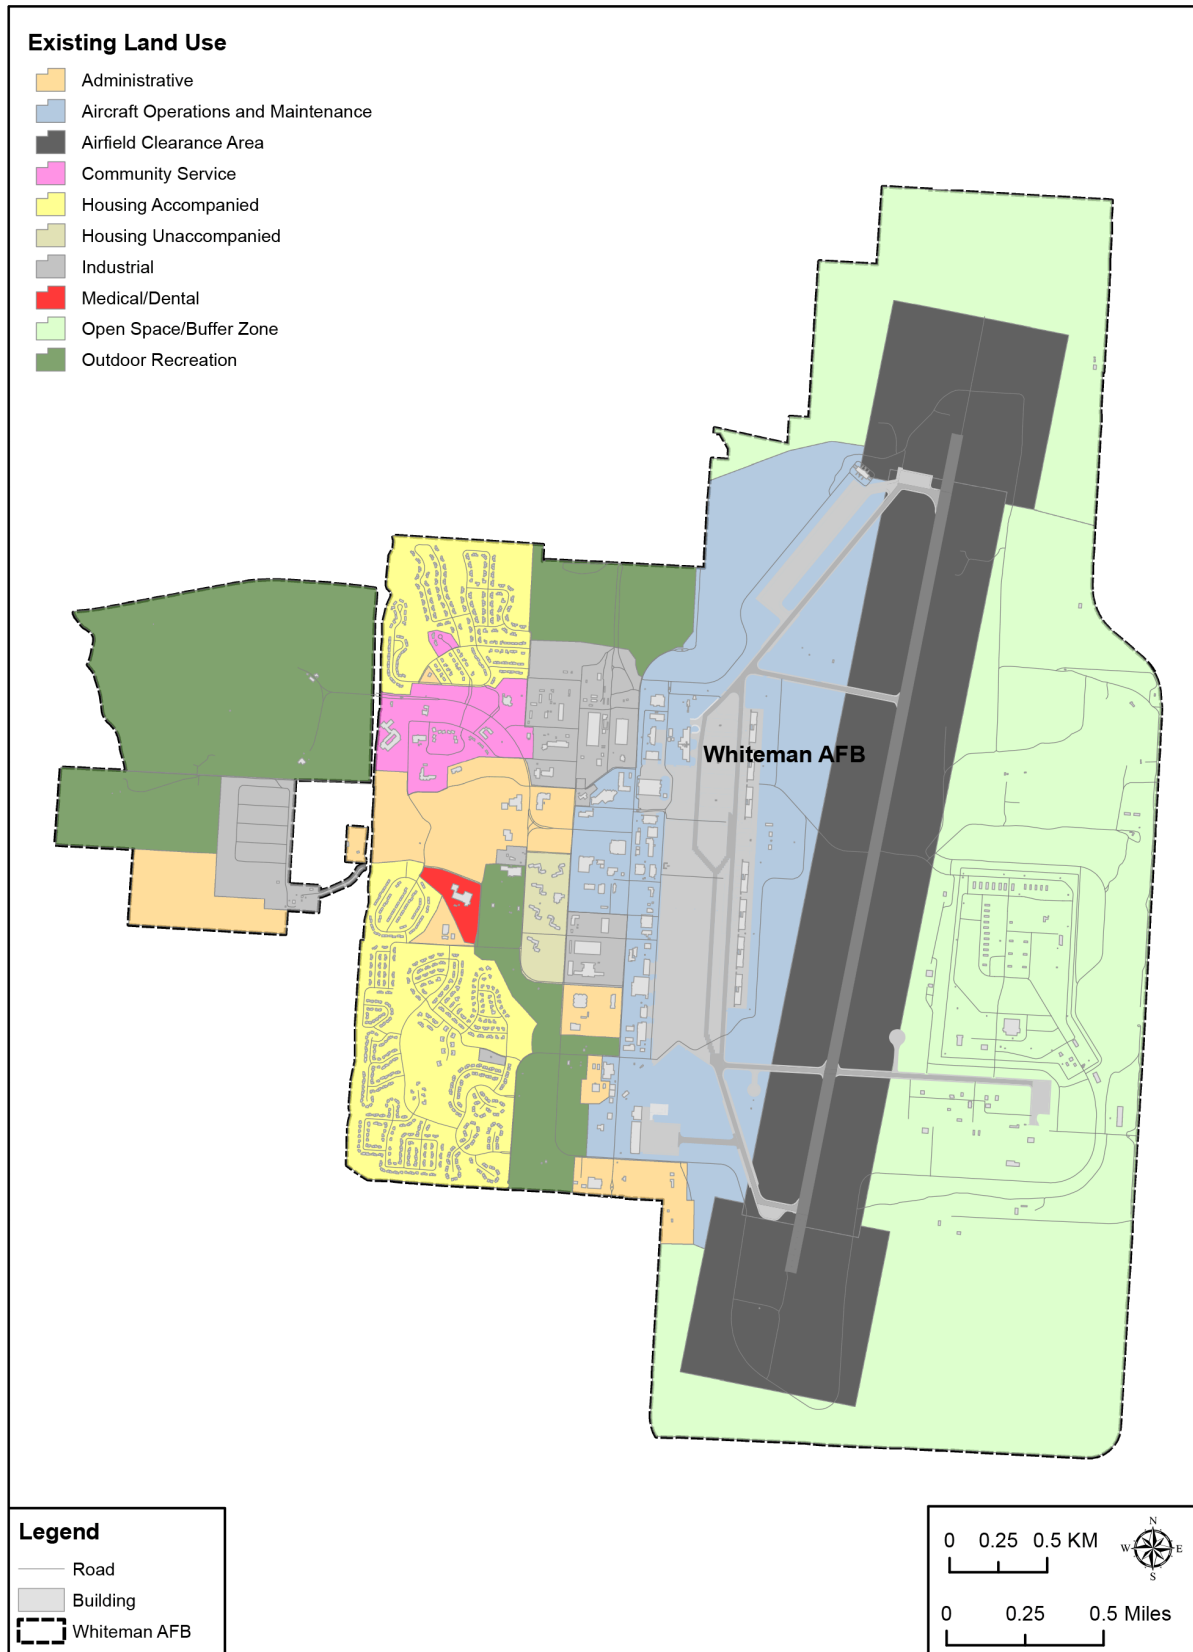 Existing Land Use
Administrative
Aircraft Operations and Maintenance
Airfield Clearance Area
Community Service
Housing Accompanied
Housing Unaccompanied
Industrial
Medical/Dental
Open Space/Buffer Zone
Outdoor Recreation
Whiteman AFB
Legend
Road
Building
Whiteman AFB
0 0.25 0.5 KM
N
W E
S
0 0.25 0.5 Miles